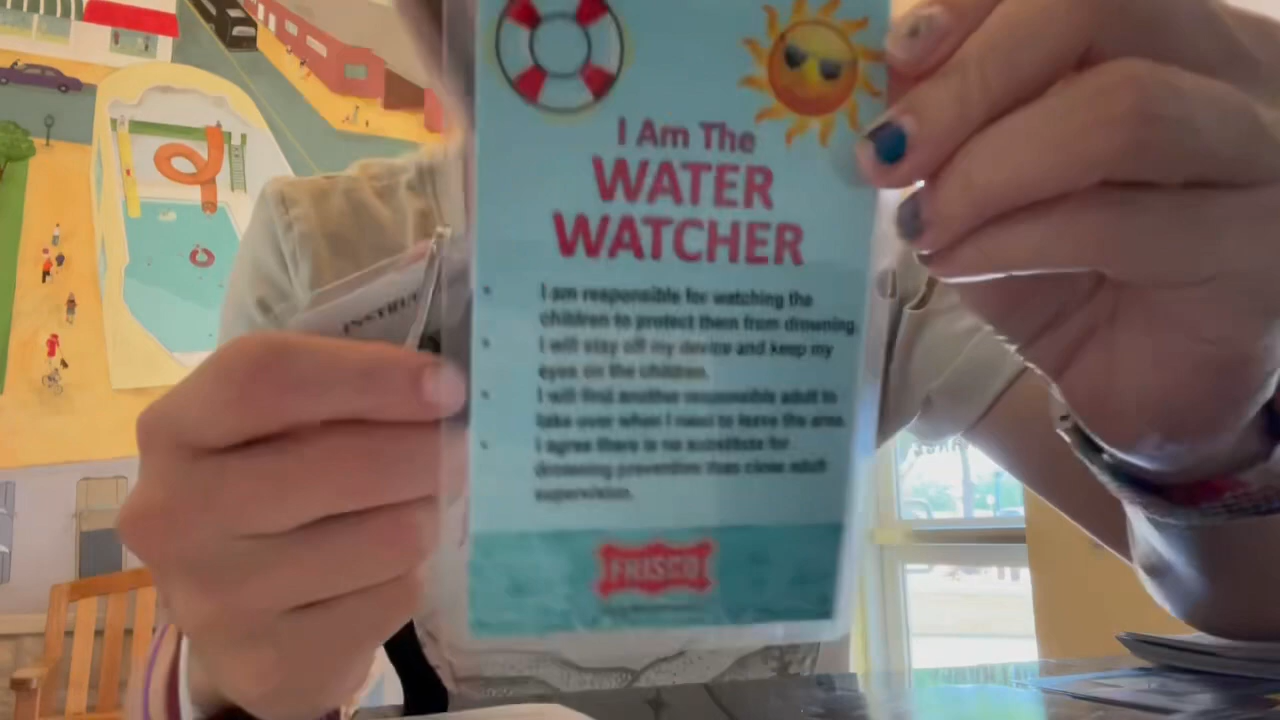 I Am The
WATER
WATCHER
I am responsible for watching the
children to protect them from drowning.
I will stay off my device and keep my
eyes on the children.
I will find another responsible adult to
take over when I need to leave the area.
I agree there is no substitute for
drowning prevention than close adult
supervision.
FRISCO